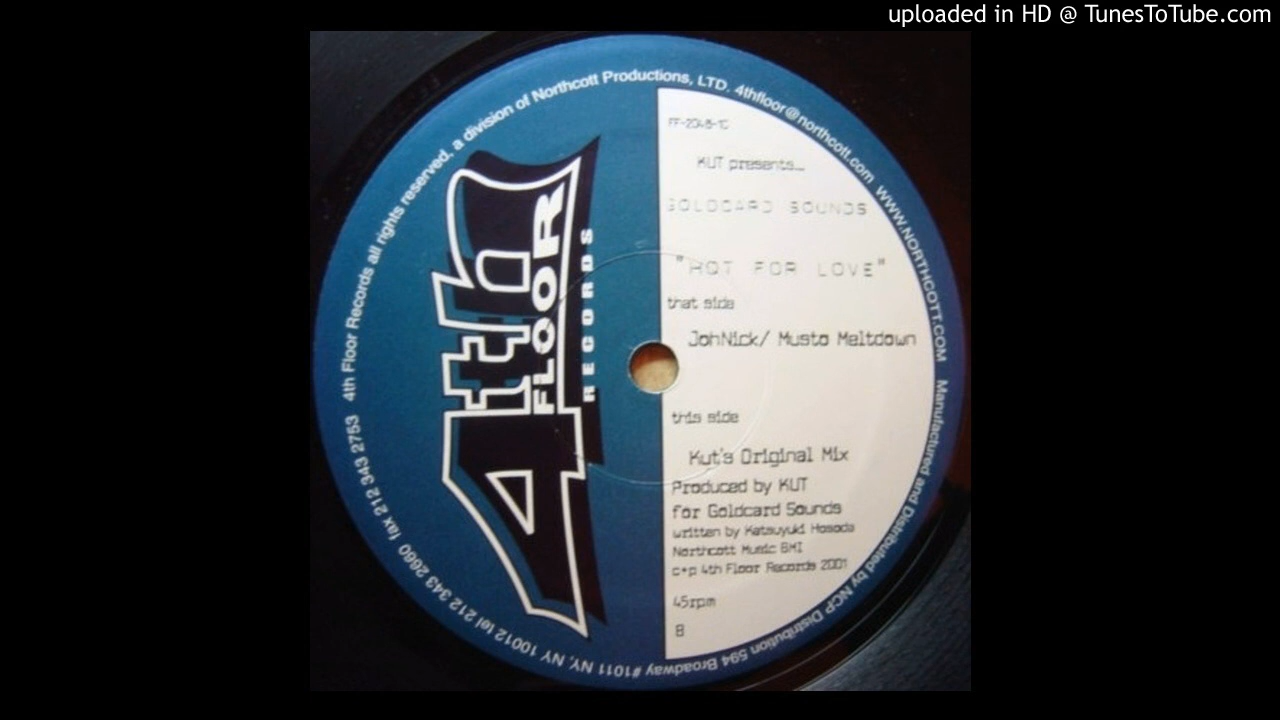 uploaded in HD @ TunesToTube.com
4th Floor Records all rights reserved, a division of Northcott Productions, LTD. 4thfloor@northcott.com WWW.NORTHCOTT.COM Manufactured and Distributed by NCP Distribution 594 Broadway #1011 NY, NY 10012 tel 212 343 2660 fax 212 343 2753
4th
FLOOR
RECORDS
FF-2048-1C
KUT presents...
GOLDCARD SOUNDS
"HOT FOR LOVE"
that side
JohNick/ Musto Meltdown
this side
Kut's Original Mix
Produced by KUT
for Goldcard Sounds
written by Katsuyuki Hosoda
Northcott Music BMI
c+p 4th Floor Records 2001
45rpm
B